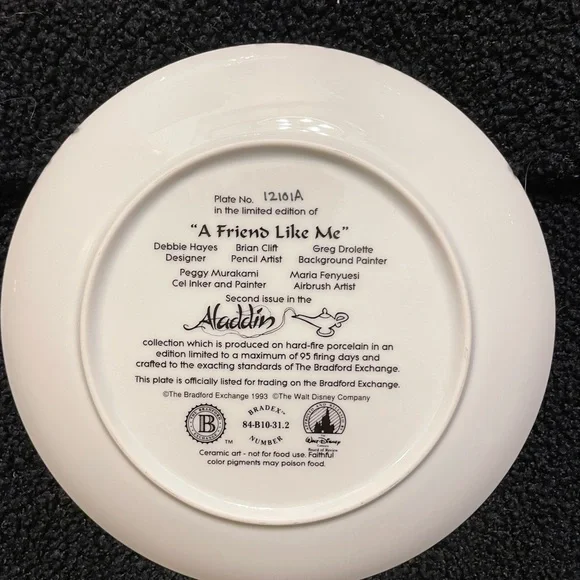 Plate No. 12101A
in the limited edition of
"A Friend Like Me"
Debbie Hayes Brian Clift Greg Drolette
Designer Pencil Artist Background Painter
Peggy Murakami Maria Fenyuesi
Cel Inker and Painter Airbrush Artist
Second issue in the
Aladdin
collection which is produced on hard-fire porcelain in an
edition limited to a maximum of 95 firing days and
crafted to the exacting standards of The Bradford Exchange.
This plate is officially listed for trading on the Bradford Exchange.
©The Bradford Exchange 1993 ©The Walt Disney Company
B
TM
BRADEX
84-B10-31.2
NUMBER
Walt Disney
Ceramic art - not for food use. Faithful
color pigments may poison food.